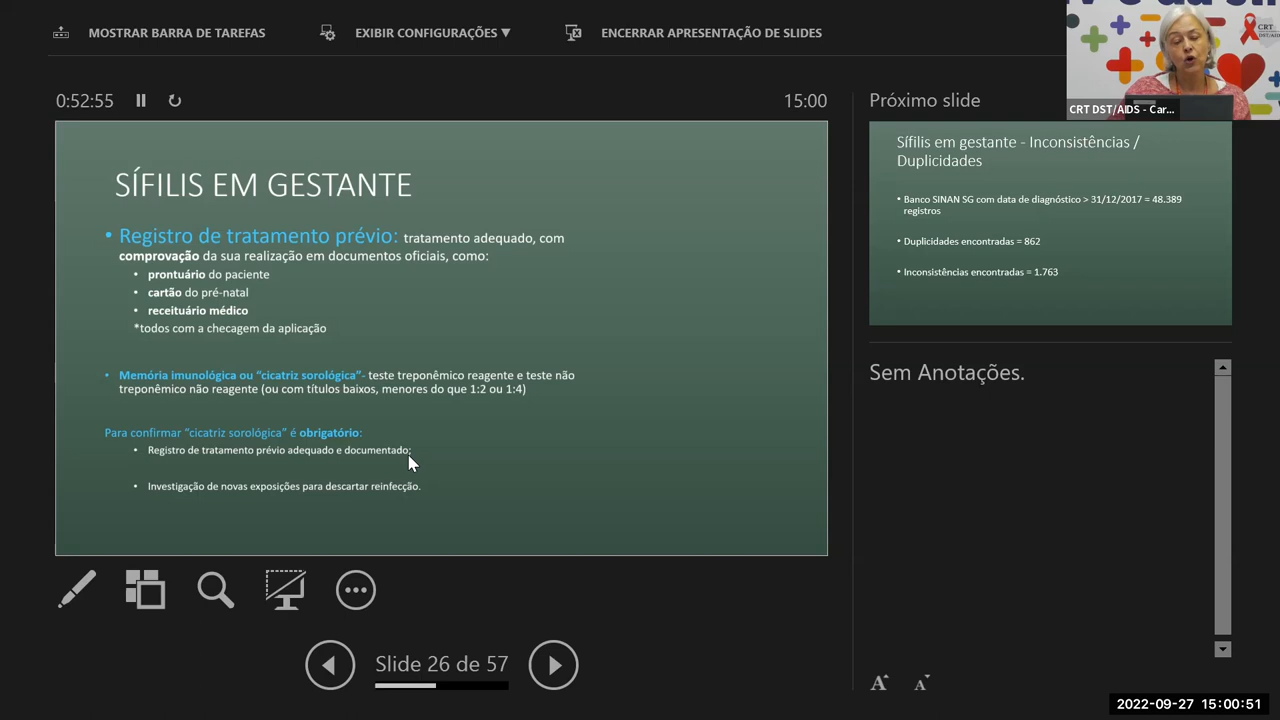 MOSTRAR BARRA DE TAREFAS
EXIBIR CONFIGURAÇÕES ▼
ENCERRAR APRESENTAÇÃO DE SLIDES
0:52:55
15:00
SÍFILIS EM GESTANTE
• Registro de tratamento prévio: tratamento adequado, com
comprovação da sua realização em documentos oficiais, como:
• prontuário do paciente
• cartão do pré-natal
• receituário médico
*todos com a checagem da aplicação
• Memória imunológica ou “cicatriz sorológica”- teste treponêmico reagente e teste não
treponêmico não reagente (ou com títulos baixos, menores do que 1:2 ou 1:4)
Para confirmar “cicatriz sorológica” é obrigatório:
• Registro de tratamento prévio adequado e documentado;
• Investigação de novas exposições para descartar reinfecção.
Slide 26 de 57
Próximo slide
Sífilis em gestante - Inconsistências /
Duplicidades
• Banco SINAN SG com data de diagnóstico > 31/12/2017 = 48.389
registros
• Duplicidades encontradas = 862
• Inconsistências encontradas = 1.763
Sem Anotações.
A A
CRT
DST/AIDS
CRT DST/AIDS - Car...
2022-09-27 15:00:51